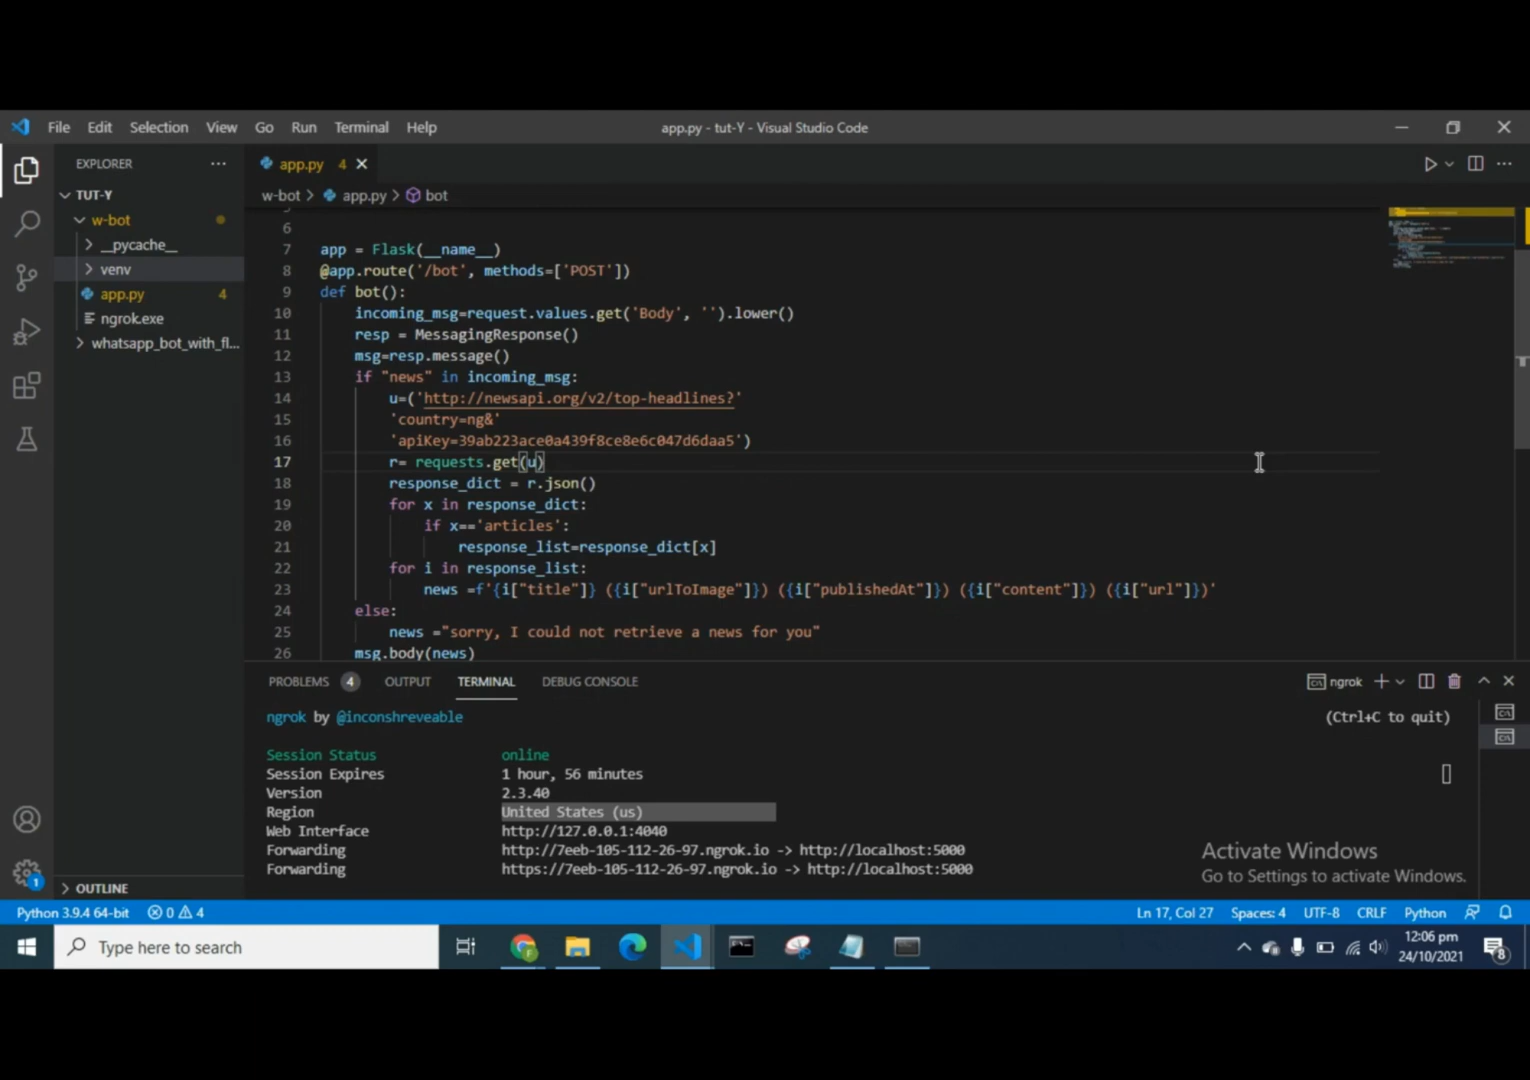 File Edit Selection View Go Run Terminal Help
app.py - tut-Y - Visual Studio Code
EXPLORER
app.py 4
TUT-Y
w-bot > app.py > bot
w-bot
__pycache__
venv
app.py 4
ngrok.exe
whatsapp_bot_with_fl...
6
7 app = Flask(__name__)
8 @app.route('/bot', methods=['POST'])
9 def bot():
10 incoming_msg=request.values.get('Body', '').lower()
11 resp = MessagingResponse()
12 msg=resp.message()
13 if "news" in incoming_msg:
14 u=('http://newsapi.org/v2/top-headlines?'
15 'country=ng&'
16 'apiKey=39ab223ace0a439f8ce8e6c047d6daa5')
17 r= requests.get(u)
18 response_dict = r.json()
19 for x in response_dict:
20 if x=='articles':
21 response_list=response_dict[x]
22 for i in response_list:
23 news =f'{i["title"]} ({i["urlToImage"]}) ({i["publishedAt"]}) ({i["content"]}) ({i["url"]})'
24 else:
25 news ="sorry, I could not retrieve a news for you"
26 msg.body(news)
PROBLEMS 4 OUTPUT TERMINAL DEBUG CONSOLE
ngrok
ngrok by @inconshreveable
(Ctrl+C to quit)
Session Status online
Session Expires 1 hour, 56 minutes
Version 2.3.40
Region United States (us)
Web Interface http://127.0.0.1:4040
Forwarding http://7eeb-105-112-26-97.ngrok.io -> http://localhost:5000
Forwarding https://7eeb-105-112-26-97.ngrok.io -> http://localhost:5000
Activate Windows
Go to Settings to activate Windows.
OUTLINE
1
Python 3.9.4 64-bit 0 4
Ln 17, Col 27 Spaces: 4 UTF-8 CRLF Python
Type here to search
12:06 pm
24/10/2021
8